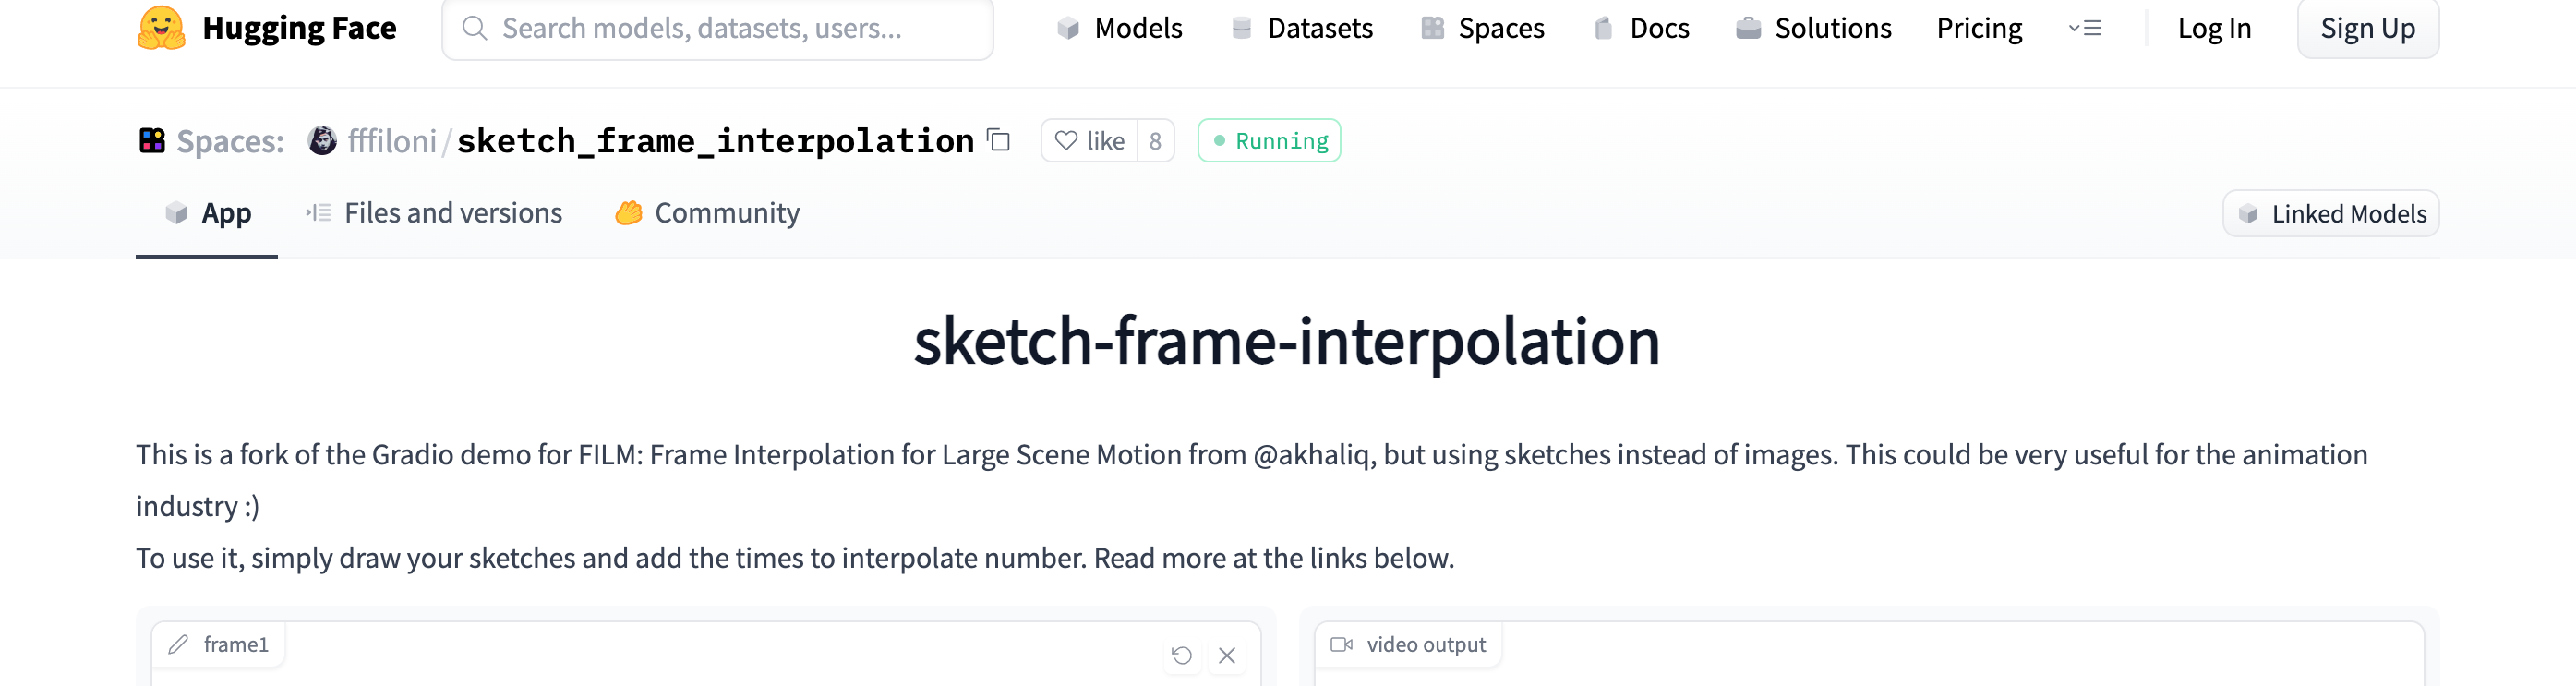 Hugging Face Search models, datasets, users... Models Datasets Spaces Docs Solutions Pricing Log In Sign Up
Spaces: fffiloni/sketch_frame_interpolation like 8 Running
App Files and versions Community Linked Models
sketch-frame-interpolation
This is a fork of the Gradio demo for FILM: Frame Interpolation for Large Scene Motion from @akhaliq, but using sketches instead of images. This could be very useful for the animation
industry :)
To use it, simply draw your sketches and add the times to interpolate number. Read more at the links below.
frame1 video output